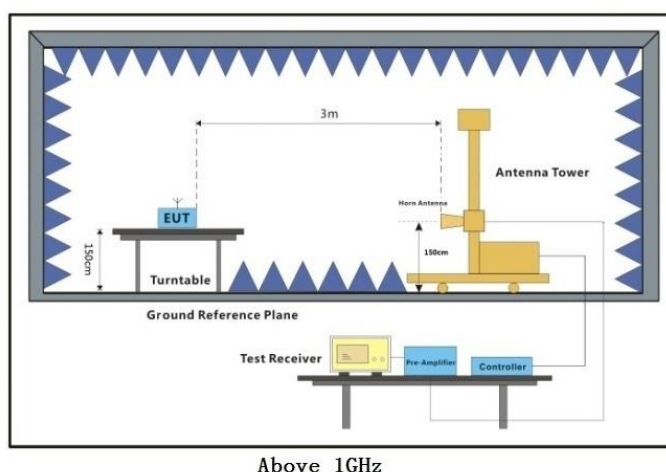 3m
Antenna Tower
Horn Antenna
EUT
150cm
150cm
Turntable
Ground Reference Plane
Test Receiver
Pre-Amplifier
Controller
Above 1GHz